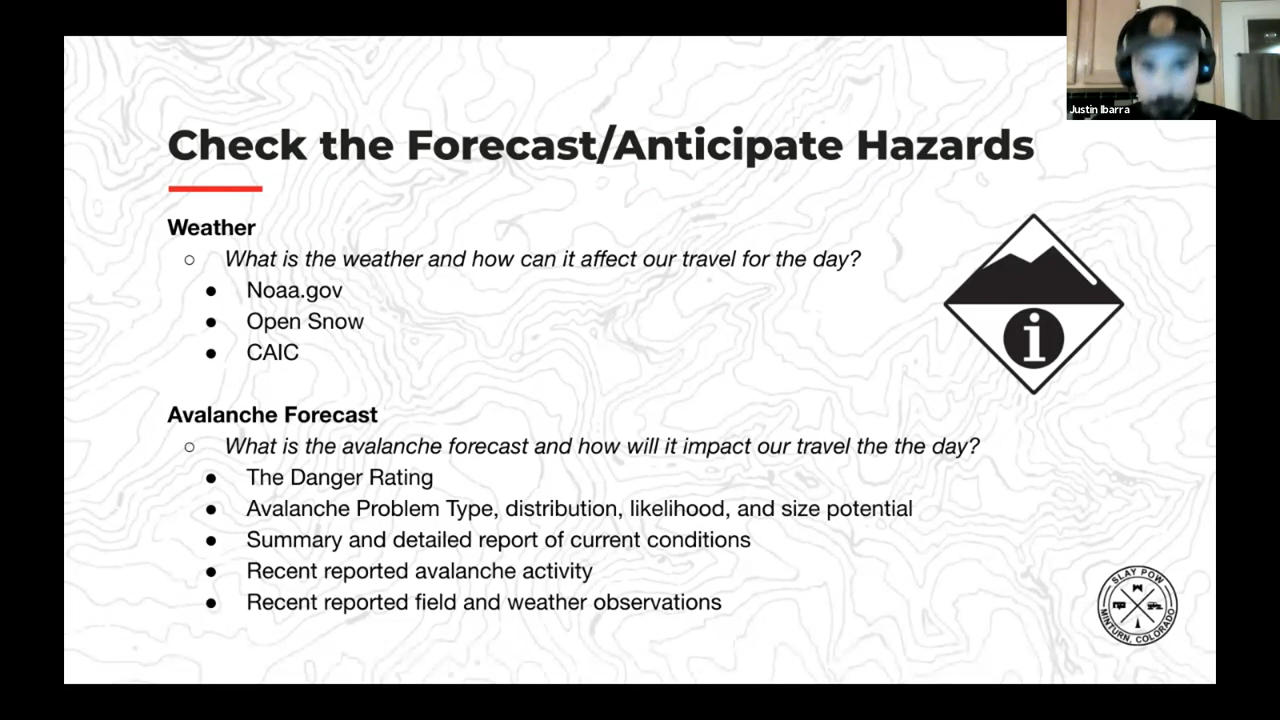 Justin Ibarra
Check the Forecast/Anticipate Hazards
Weather
○ What is the weather and how can it affect our travel for the day?
● Noaa.gov
● Open Snow
● CAIC
i
Avalanche Forecast
○ What is the avalanche forecast and how will it impact our travel the the day?
● The Danger Rating
● Avalanche Problem Type, distribution, likelihood, and size potential
● Summary and detailed report of current conditions
● Recent reported avalanche activity
● Recent reported field and weather observations
SLAY POW
MINTURN, COLORADO